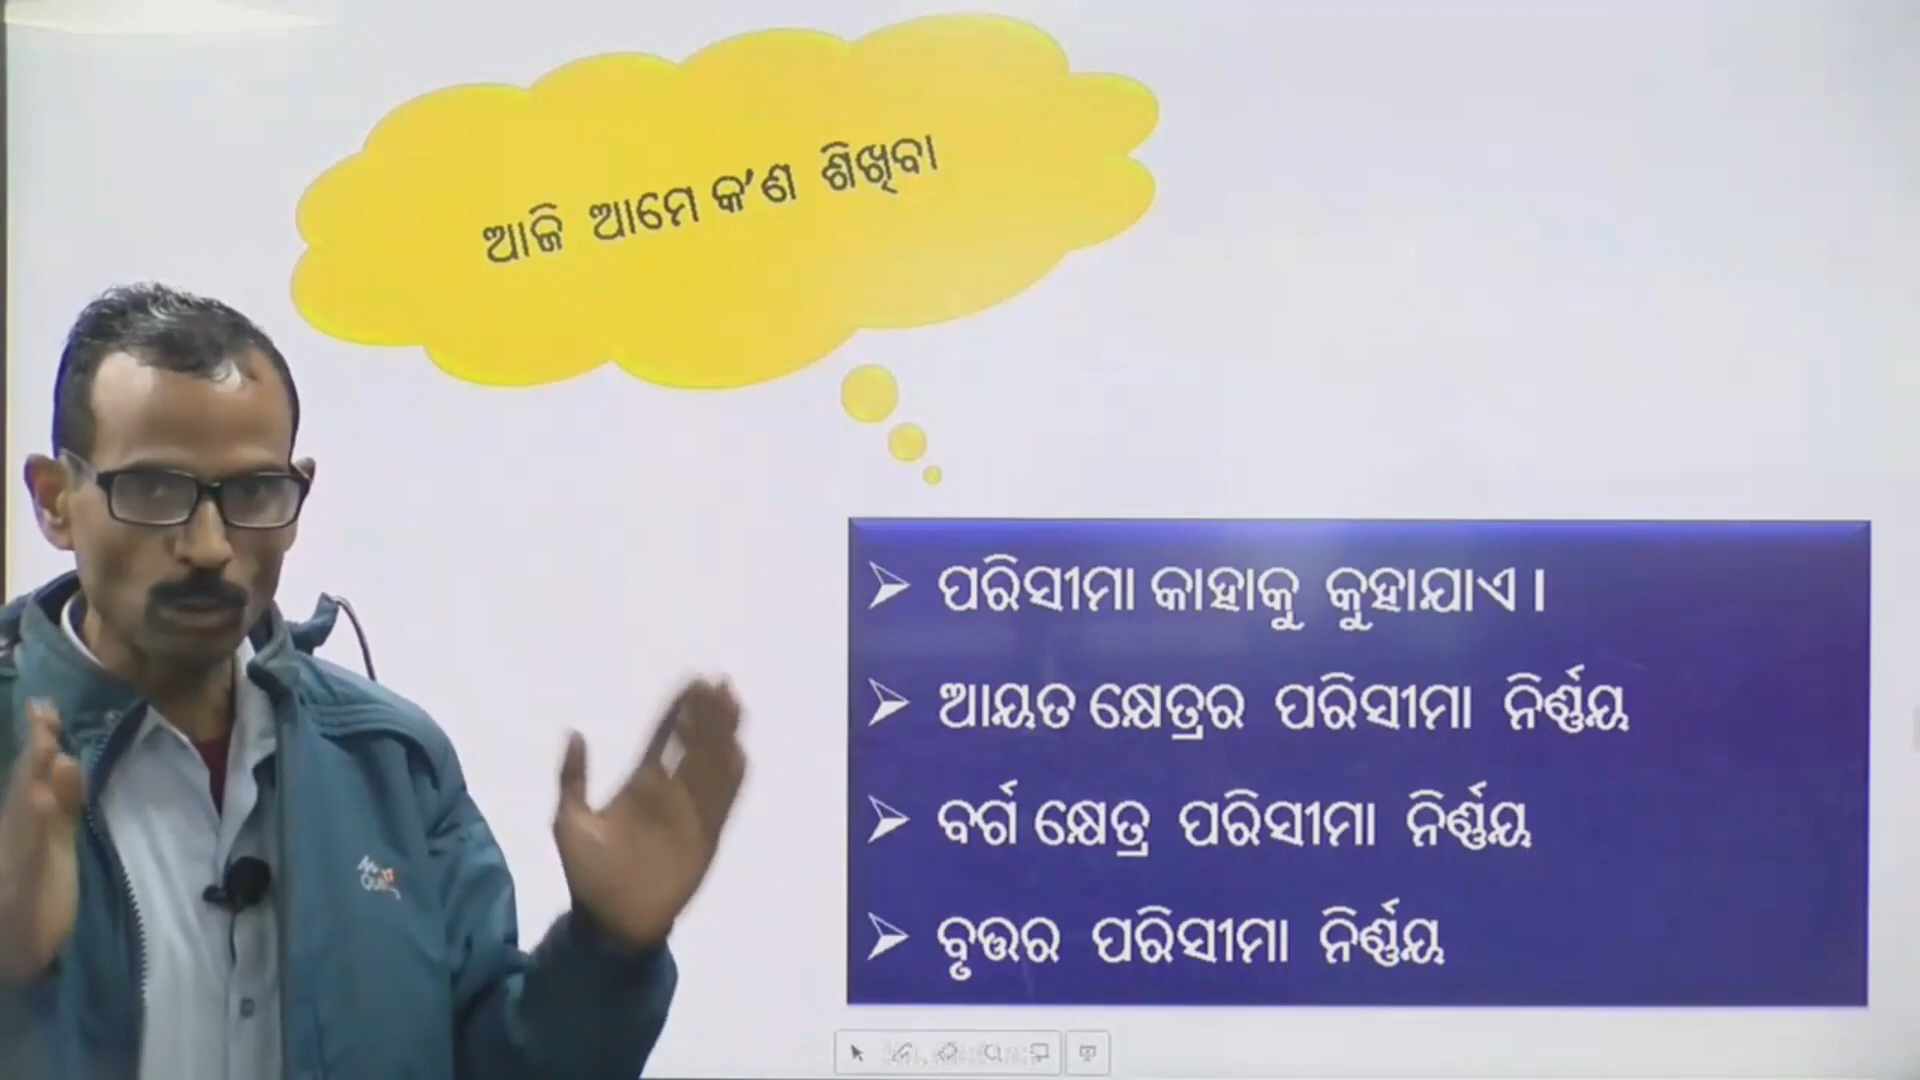 ଆଜି ଆମେ କ'ଣ ଶିଖିବା
➢ ପରିସୀମା କାହାକୁ କୁହାଯାଏ ।
➢ ଆୟତ କ୍ଷେତ୍ରର ପରିସୀମା ନିର୍ଣ୍ଣୟ
➢ ବର୍ଗ କ୍ଷେତ୍ର ପରିସୀମା ନିର୍ଣ୍ଣୟ
➢ ବୃତ୍ତର ପରିସୀମା ନିର୍ଣ୍ଣୟ